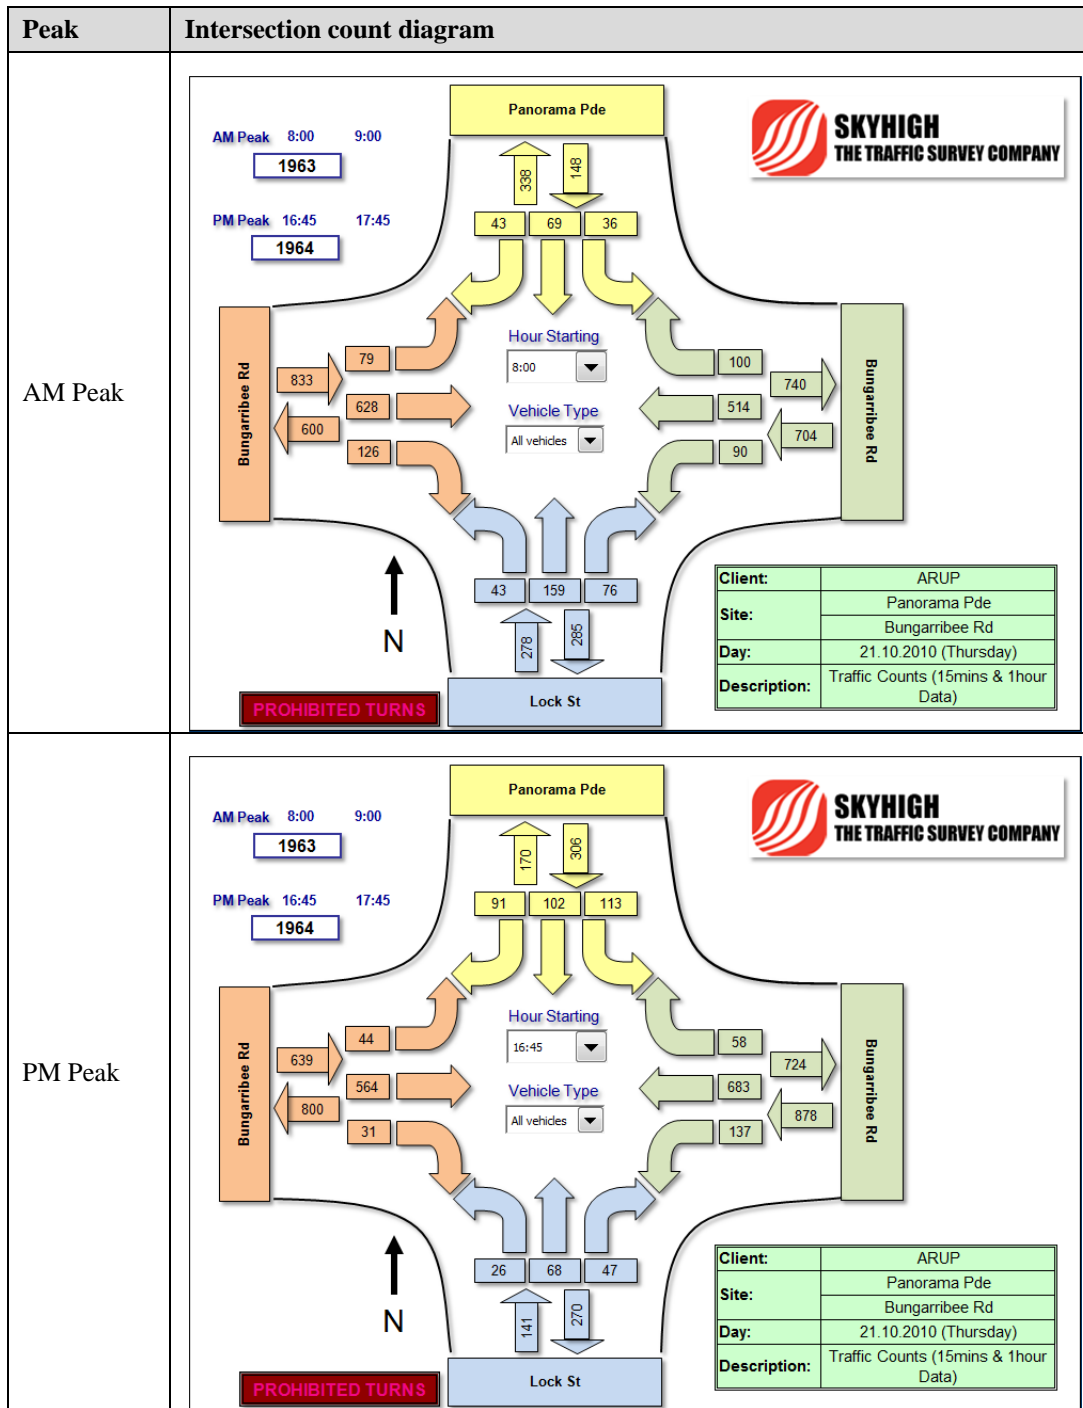 Peak Intersection count diagram
AM Peak
Panorama Pde
AM Peak 8:00 9:00
1963
PM Peak 16:45 17:45
1964
SKYHIGH
THE TRAFFIC SURVEY COMPANY
338 148
43 69 36
Bungarribee Rd
833
600
79
628
126
Hour Starting
8:00
Vehicle Type
All vehicles
100
514
90
740
704
Bungarribee Rd
43 159 76
278 285
Lock St
N
PROHIBITED TURNS
Client: ARUP
Site: Panorama Pde
Bungarribee Rd
Day: 21.10.2010 (Thursday)
Description: Traffic Counts (15mins & 1hour
Data)
PM Peak
Panorama Pde
AM Peak 8:00 9:00
1963
PM Peak 16:45 17:45
1964
SKYHIGH
THE TRAFFIC SURVEY COMPANY
170 306
91 102 113
Bungarribee Rd
639
800
44
564
31
Hour Starting
16:45
Vehicle Type
All vehicles
58
683
137
724
878
Bungarribee Rd
26 68 47
141 270
Lock St
N
PROHIBITED TURNS
Client: ARUP
Site: Panorama Pde
Bungarribee Rd
Day: 21.10.2010 (Thursday)
Description: Traffic Counts (15mins & 1hour
Data)